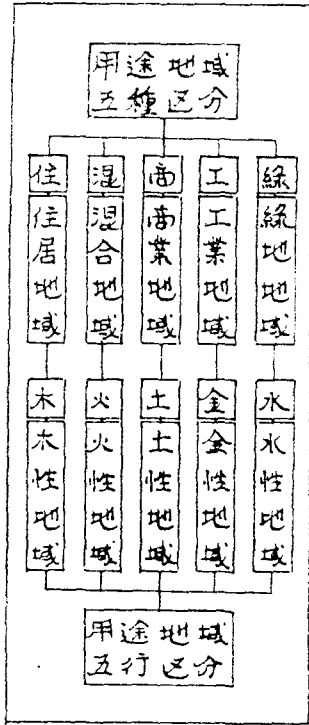 用途地域
五種区分
住 混 商 工 緑
住居地域 混合地域 商業地域 工業地域 緑地地域
木 火 土 金 水
木性地域 火性地域 土性地域 金性地域 水性地域
用途地域
五行区分